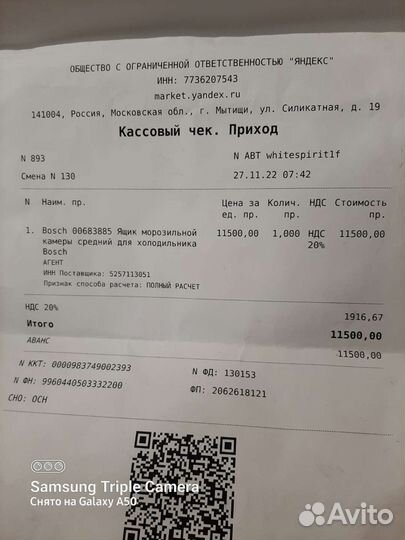 ОБЩЕСТВО С ОГРАНИЧЕННОЙ ОТВЕТСТВЕННОСТЬЮ "ЯНДЕКС"
ИНН: 7736207543
market.yandex.ru
141004, Россия, Московская обл., г. Мытищи, ул. Силикатная, д. 19
Кассовый чек. Приход
N 893 N АВТ whitespirit1f
Смена N 130 27.11.22 07:42
N Наим. пр. Цена за Колич. НДС Стоимость
ед. пр. пр. пр.
1. Bosch 00683885 Ящик морозильной 11500,00 1,000 НДС 11500,00
камеры средний для холодильника 20%
Bosch
АГЕНТ
ИНН Поставщика: 5257113051
Признак способа расчета: ПОЛНЫЙ РАСЧЕТ
НДС 20% 1916,67
Итого 11500,00
АВАНС 11500,00
N ККТ: 0000983749002393 N ФД: 130153
N ФН: 9960440503332200 ФП: 2062618121
СНО: ОСН
Samsung Triple Camera
Снято на Galaxy A50
Avito